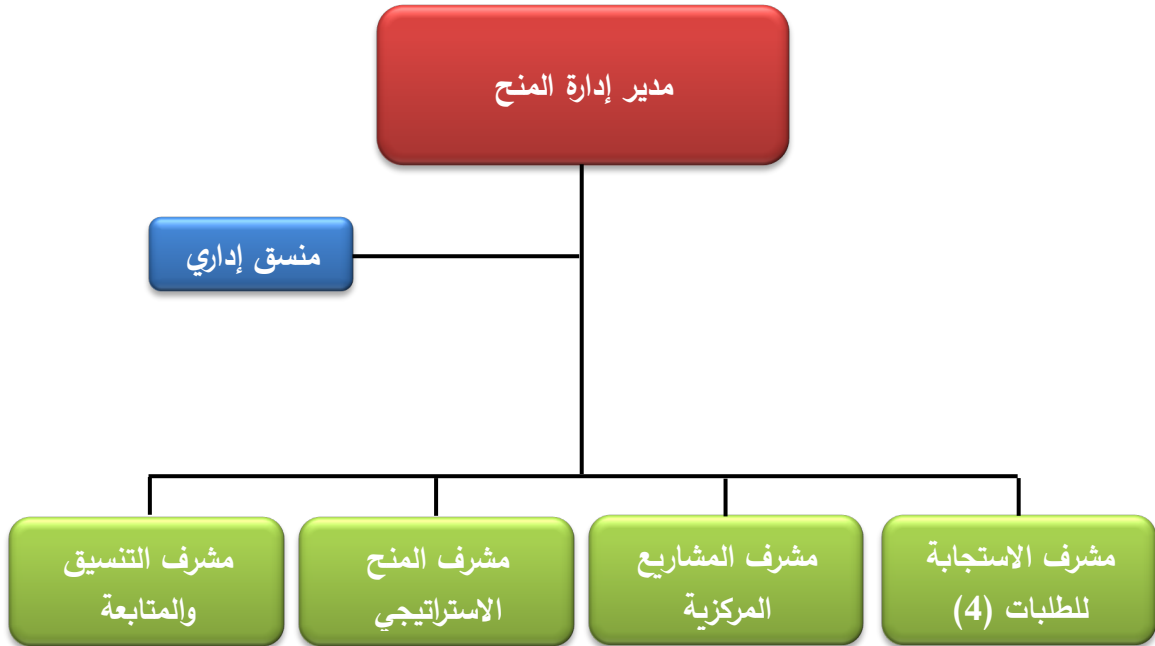 مدير إدارة المنح
منسق إداري
مشرف الاستجابة
للطلبات (4)
مشرف المشاريع
المركزية
مشرف المنح
الاستراتيجي
مشرف التنسيق
والمتابعة